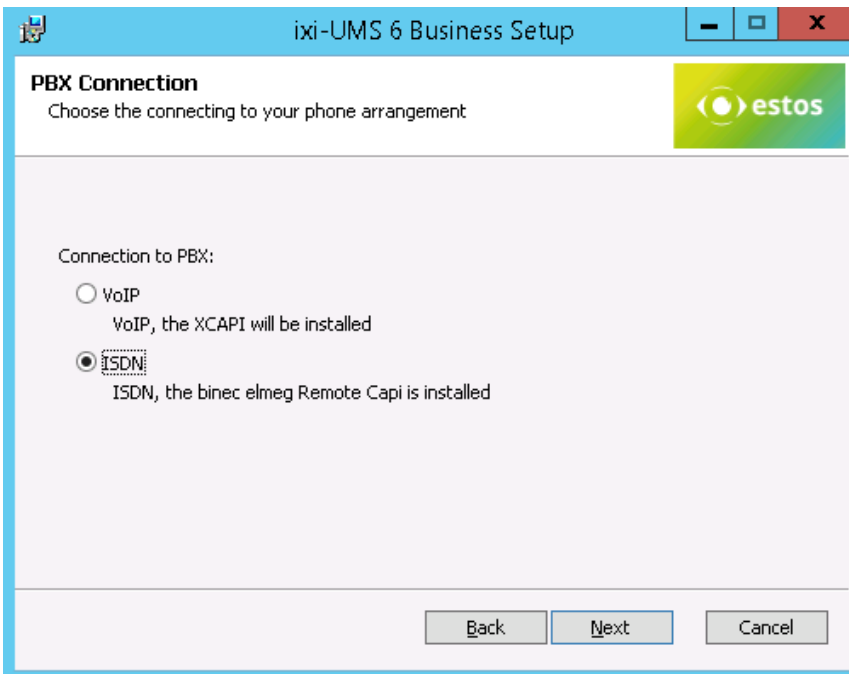 ixi-UMS 6 Business Setup
PBX Connection
Choose the connecting to your phone arrangement
estos
Connection to PBX:
VoIP
VoIP, the XCAPI will be installed
ISDN
ISDN, the binec elmeg Remote Capi is installed
Back Next Cancel